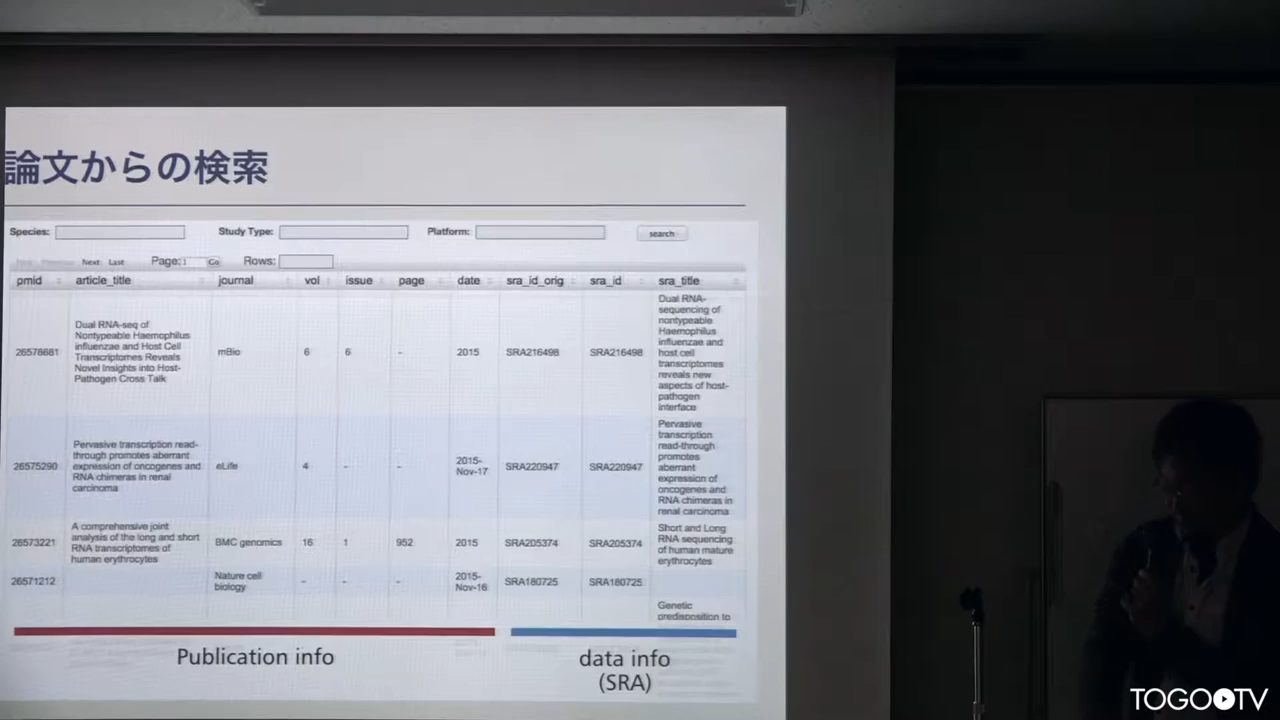 論文からの検索
Species: Study Type: Platform: search
Next Last Page: 1 Go Rows:
pmid article_title journal vol issue page date sra_id_orig sra_id sra_title
26576681 Dual RNA-seq of Nontypeable Haemophilus influenzae and Host Cell Transcriptomes Reveals Novel Insights into Host-Pathogen Cross Talk mBio 6 6 - 2015 SRA216498 SRA216498 Dual RNA-sequencing of nontypeable Haemophilus influenzae and host cell transcriptomes reveals new aspects of host-pathogen interface
26575290 Pervasive transcription read-through promotes aberrant expression of oncogenes and RNA chimeras in renal carcinoma eLife 4 - - 2015-Nov-17 SRA220947 SRA220947 Pervasive transcription read-through promotes aberrant expression of oncogenes and RNA chimeras in renal carcinoma
26573221 A comprehensive joint analysis of the long and short RNA transcriptomes of human erythrocytes BMC genomics 16 1 952 2015 SRA205374 SRA205374 Short and Long RNA sequencing of human mature erythrocytes
26571212 Nature cell biology - - - 2015-Nov-16 SRA180725 SRA180725
Genetic predisposition to
Publication info
data info
(SRA)
TOGO TV